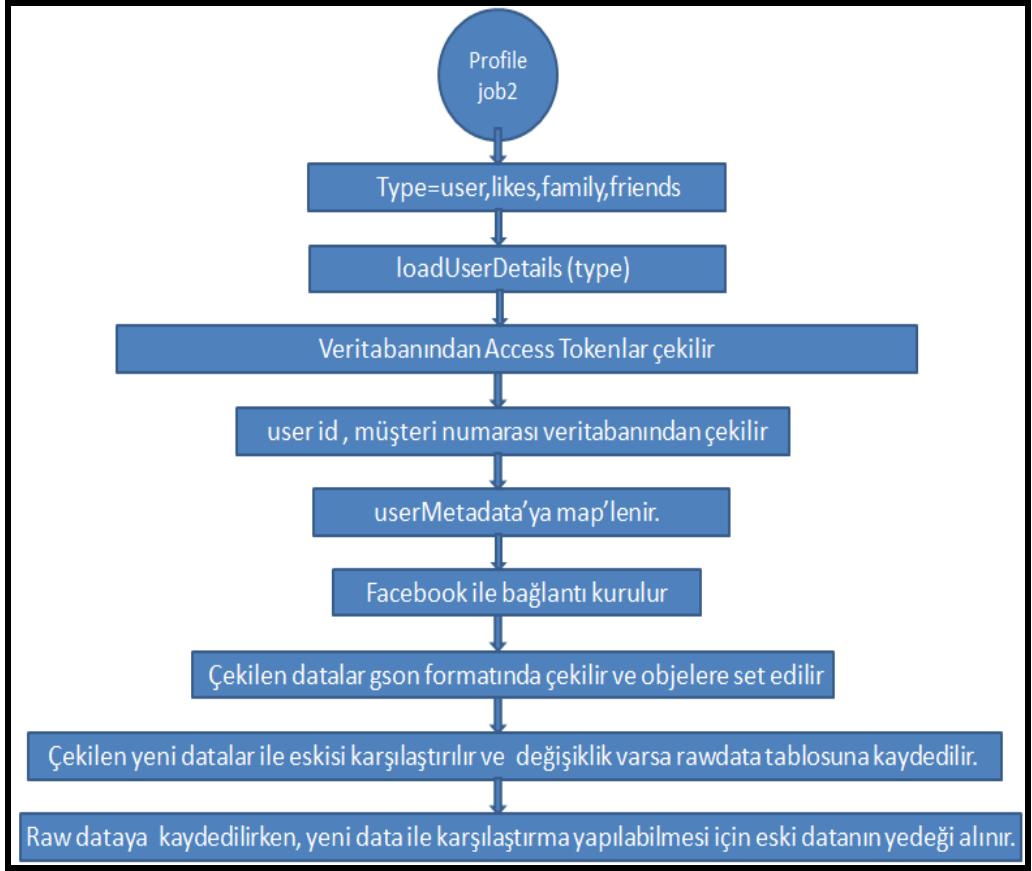 Profile
job2
Type=user,likes,family,friends
loadUserDetails (type)
Veritabanından Access Tokenlar çekilir
user id , müşteri numarası veritabanından çekilir
userMetadata’ya map’lenir.
Facebook ile bağlantı kurulur
Çekilen datalar gson formatında çekilir ve objelere set edilir
Çekilen yeni datalar ile eskisi karşılaştırılır ve değişiklik varsa rawdata tablosuna kaydedilir.
Raw dataya kaydedilirken, yeni data ile karşılaştırma yapılabilmesi için eski datanın yedeği alınır.